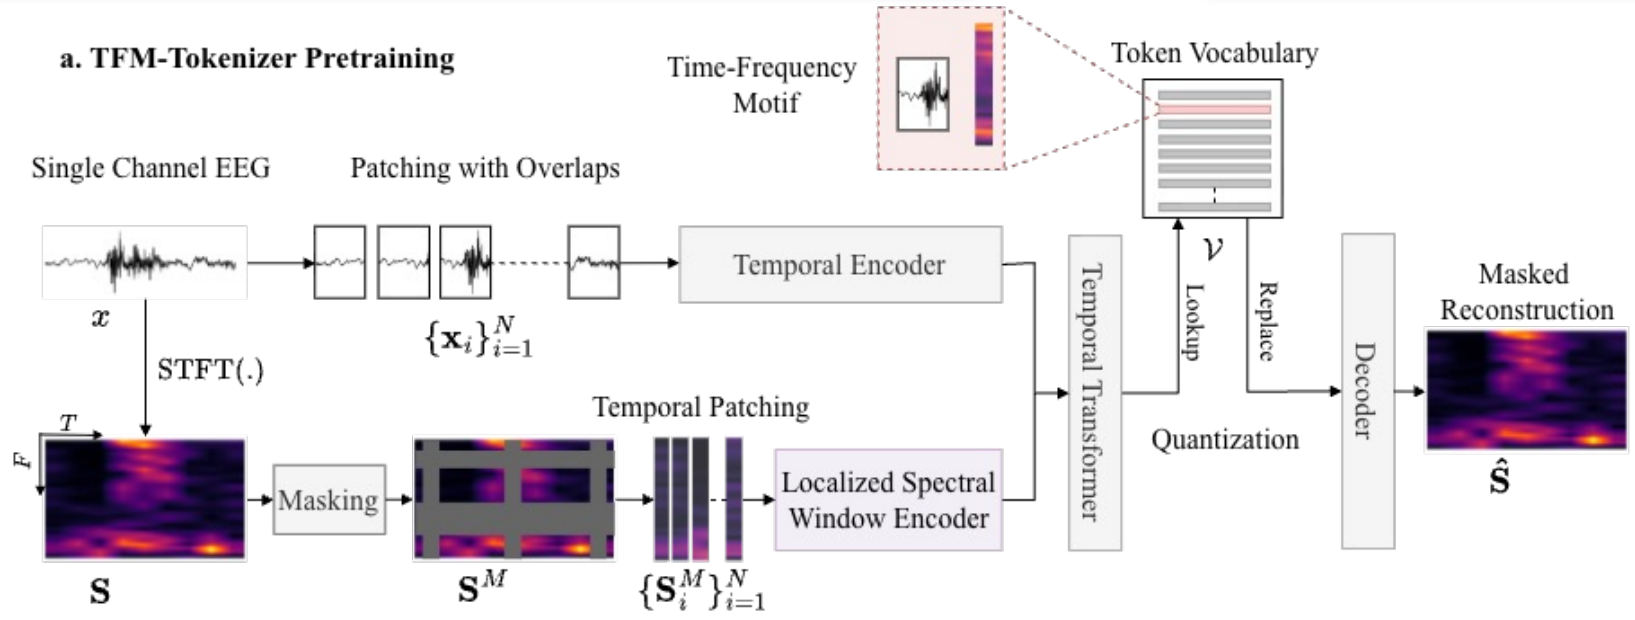 a. TFM-Tokenizer Pretraining
Time-Frequency
Motif
Token Vocabulary
Single Channel EEG
Patching with Overlaps
Temporal Encoder
Temporal Transformer
𝒱
Lookup
Replace
Quantization
Decoder
Masked
Reconstruction
Ŝ
x
{x_i}_{i=1}^N
STFT(.)
T
F
S
Masking
S^M
Temporal Patching
{S_i^M}_{i=1}^N
Localized Spectral
Window Encoder